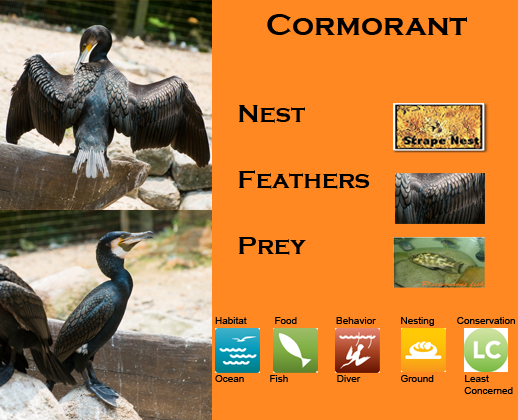 Cormorant
Nest
Strape Nest
Feathers
Prey
Habitat Food Behavior Nesting Conservation
LC
Ocean Fish Diver Ground Least
Concerned